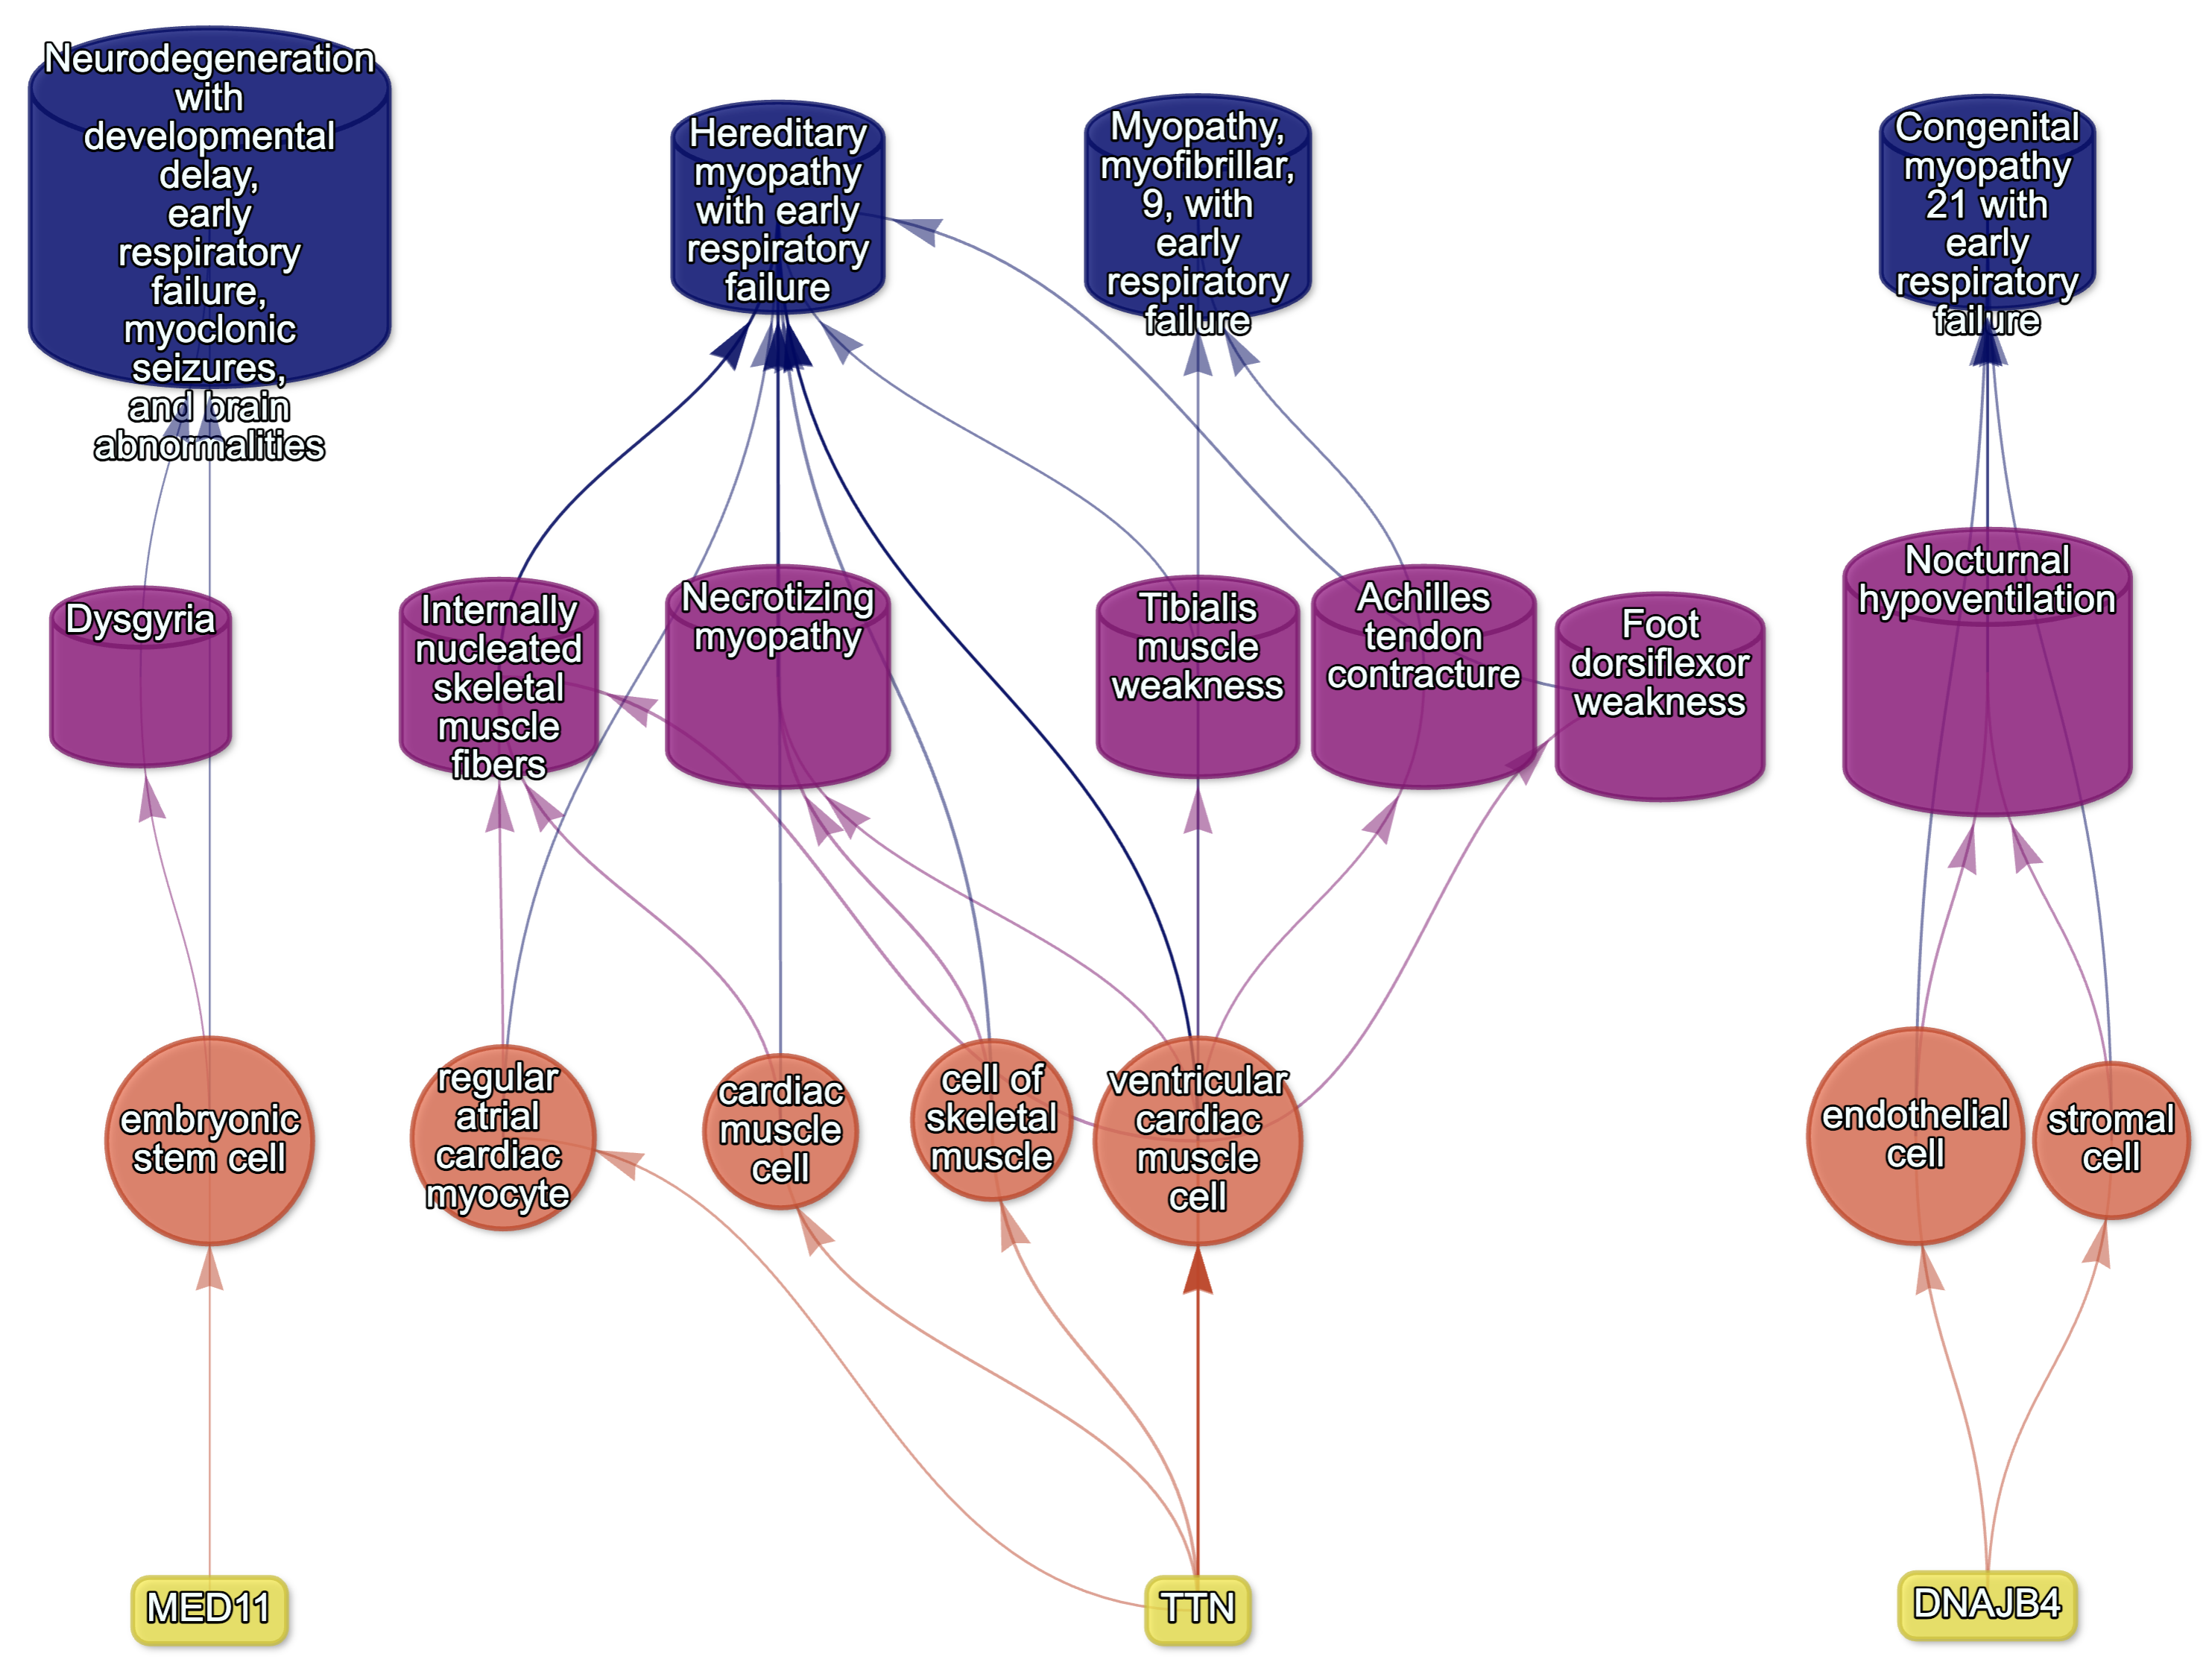 Neurodegeneration
with
developmental
delay,
early
respiratory
failure,
myoclonic
seizures,
and brain
abnormalities
Hereditary
myopathy
with early
respiratory
failure
Myopathy,
myofibrillar,
9, with
early
respiratory
failure
Congenital
myopathy
21 with
early
respiratory
failure
Dysgyria
Internally
nucleated
skeletal
muscle
fibers
Necrotizing
myopathy
Tibialis
muscle
weakness
Achilles
tendon
contracture
Foot
dorsiflexor
weakness
Nocturnal
hypoventilation
embryonic
stem cell
regular
atrial
cardiac
myocyte
cardiac
muscle
cell
cell of
skeletal
muscle
ventricular
cardiac
muscle
cell
endothelial
cell
stromal
cell
MED11
TTN
DNAJB4